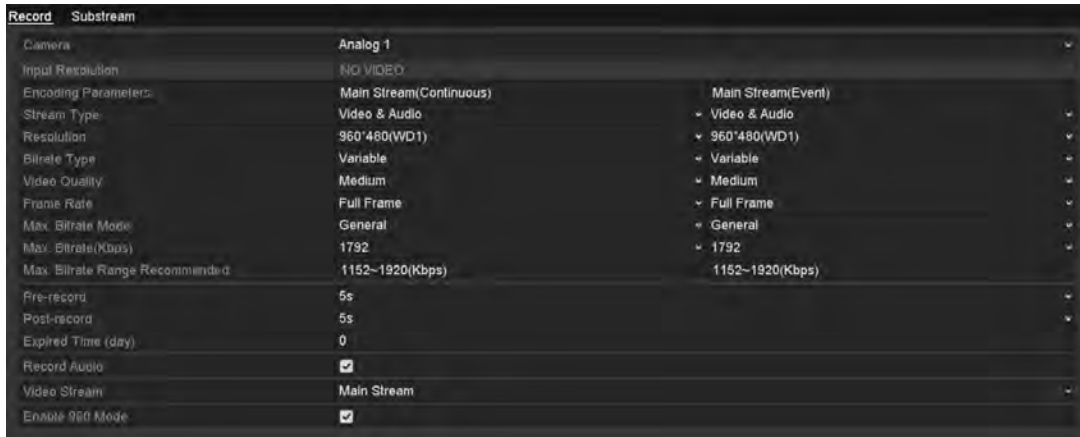 Record Substream
Camera Analog 1
Input Resolution NO VIDEO
Encoding Parameters Main Stream(Continuous) Main Stream(Event)
Stream Type Video & Audio Video & Audio
Resolution 960*480(WD1) 960*480(WD1)
Bitrate Type Variable Variable
Video Quality Medium Medium
Frame Rate Full Frame Full Frame
Max. Bitrate Mode General General
Max. Bitrate(Kbps) 1792 1792
Max. Bitrate Range Recommended 1152~1920(Kbps) 1152~1920(Kbps)
Pre-record 5s
Post-record 5s
Expired Time (day) 0
Record Audio
Video Stream Main Stream
Enable 960 Mode